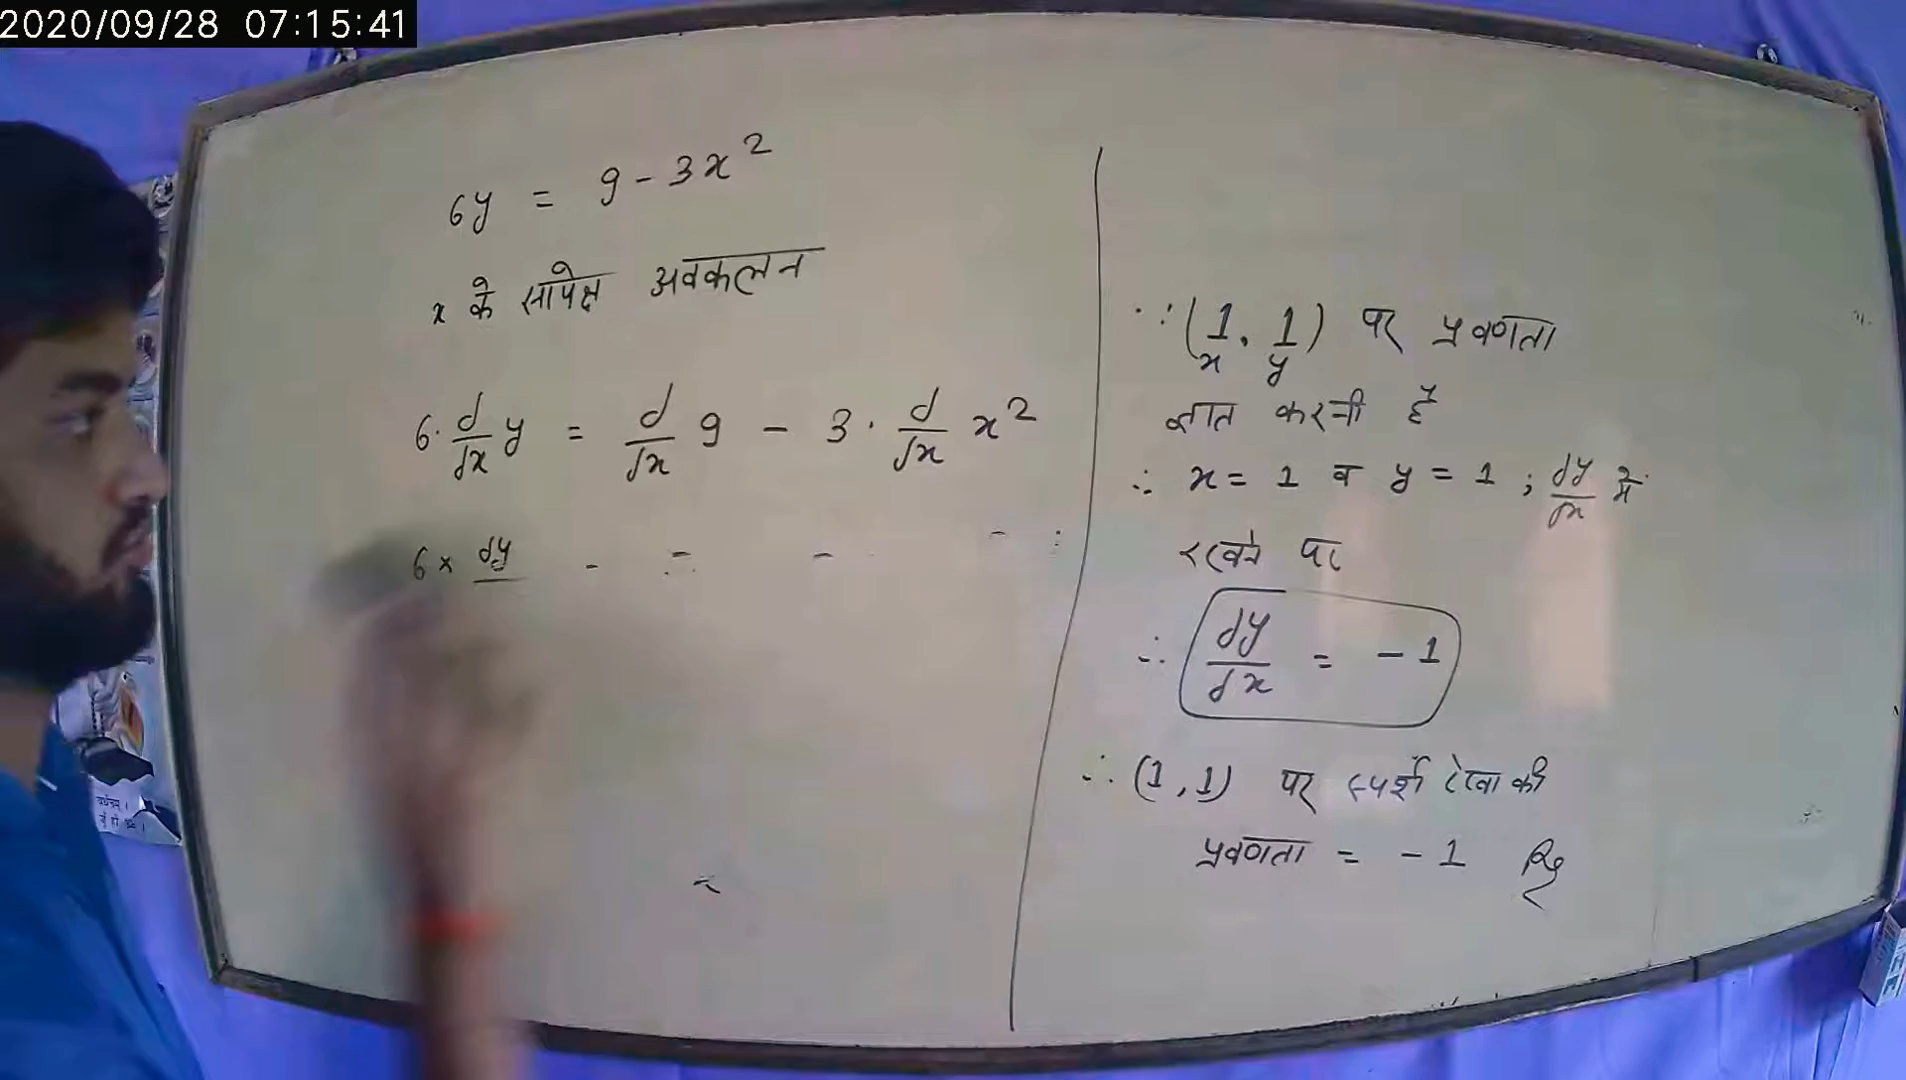 2020/09/28 07:15:41
6y = 9 - 3x²
x के सापेक्ष अवकलन
6 · d/dx y = d/dx 9 - 3 · d/dx x²
6 × dy
∵ (1, 1) पर प्रवणता
x y
ज्ञात करनी है
∴ x = 1 व y = 1 ; dy/dx में
रखने पर
∴ dy/dx = -1
∴ (1, 1) पर स्पर्श रेखा की
प्रवणता = -1